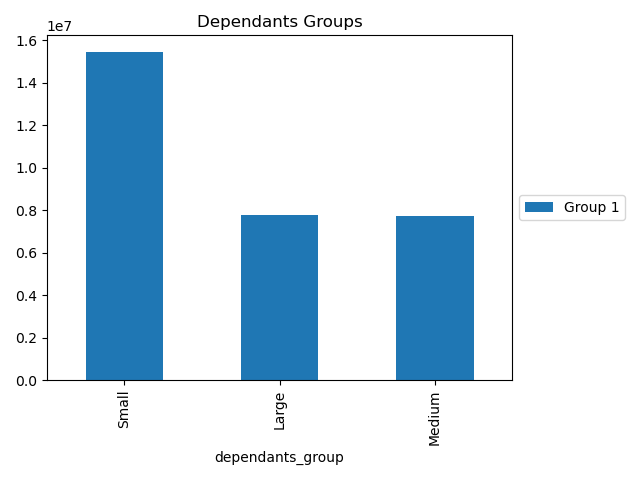 Dependants Groups
1e7
1.6
1.4
1.2
1.0
0.8
0.6
0.4
0.2
0.0
Group 1
Small
Large
Medium
dependants_group